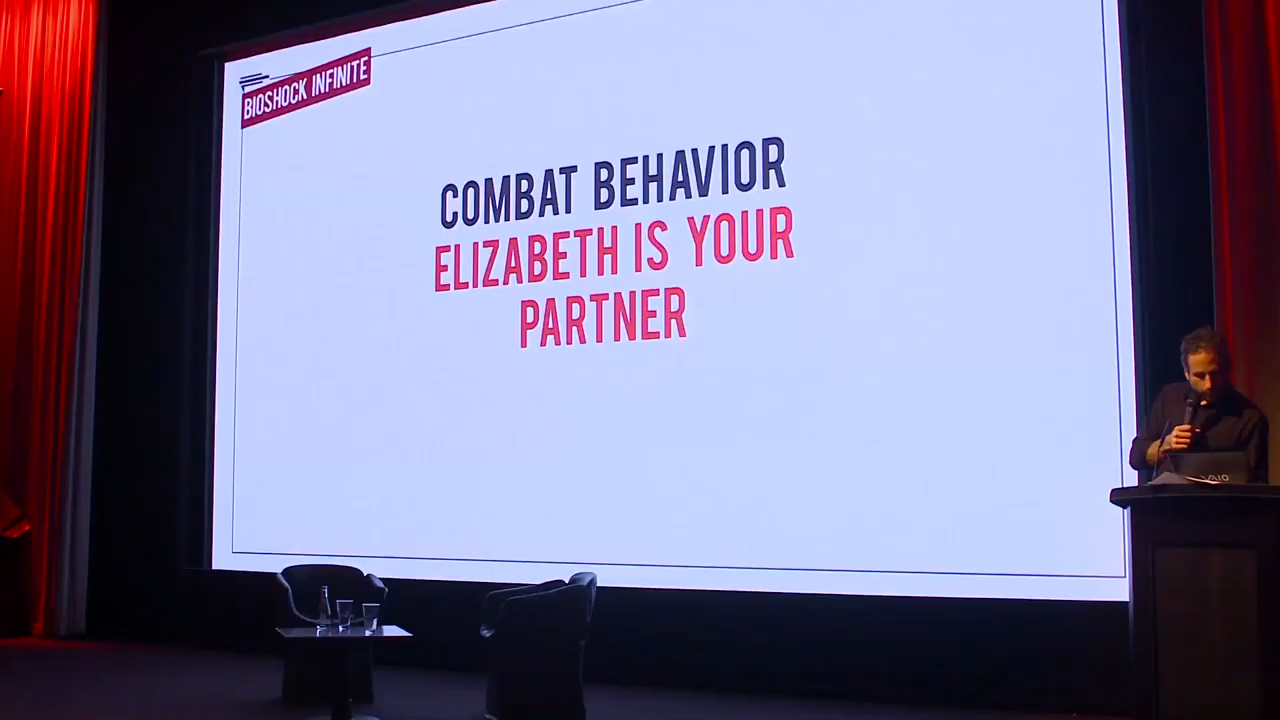 BIOSHOCK INFINITE
COMBAT BEHAVIOR
ELIZABETH IS YOUR
PARTNER
VAIO